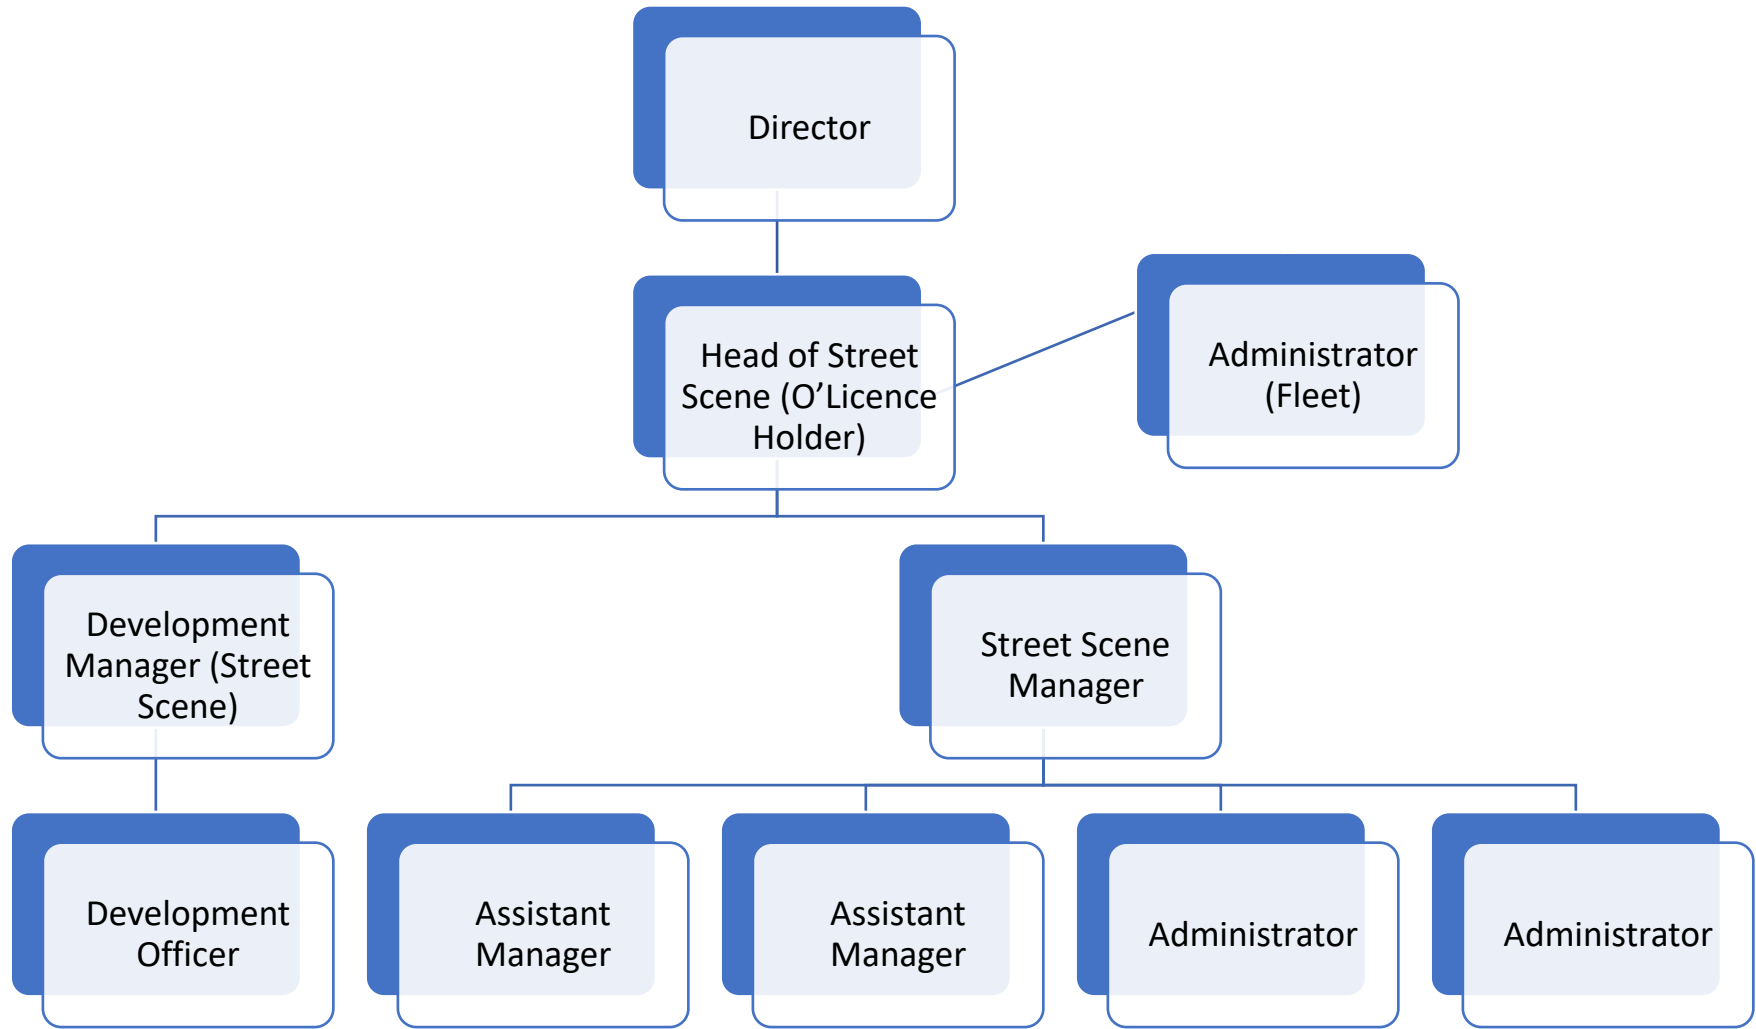 Director
Head of Street
Scene (O’Licence
Holder)
Administrator
(Fleet)
Development
Manager (Street
Scene)
Street Scene
Manager
Development
Officer
Assistant
Manager
Assistant
Manager
Administrator
Administrator